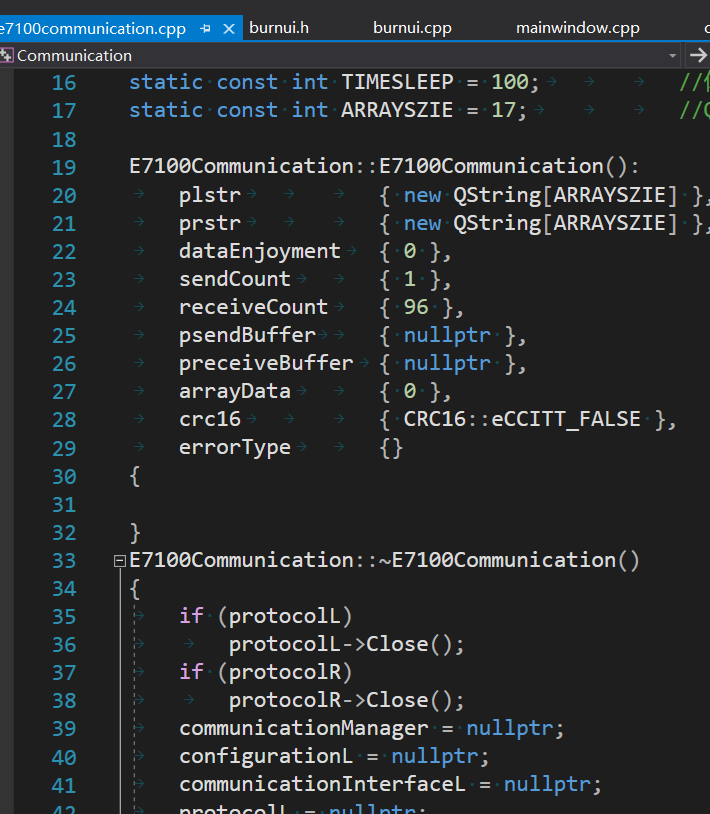 e7100communication.cpp burnui.h burnui.cpp mainwindow.cpp
Communication
16 static const int TIMESLEEP = 100; //
17 static const int ARRAYSZIE = 17; //
18
19 E7100Communication::E7100Communication():
20 plstr { new QString[ARRAYSZIE] },
21 prstr { new QString[ARRAYSZIE] },
22 dataEnjoyment { 0 },
23 sendCount { 1 },
24 receiveCount { 96 },
25 psendBuffer { nullptr },
26 preceiveBuffer { nullptr },
27 arrayData { 0 },
28 crc16 { CRC16::eCCITT_FALSE },
29 errorType {}
30 {
31
32 }
33 E7100Communication::~E7100Communication()
34 {
35 if (protocolL)
36 protocolL->Close();
37 if (protocolR)
38 protocolR->Close();
39 communicationManager = nullptr;
40 configurationL = nullptr;
41 communicationInterfaceL = nullptr;
42 protocolL = nullptr;